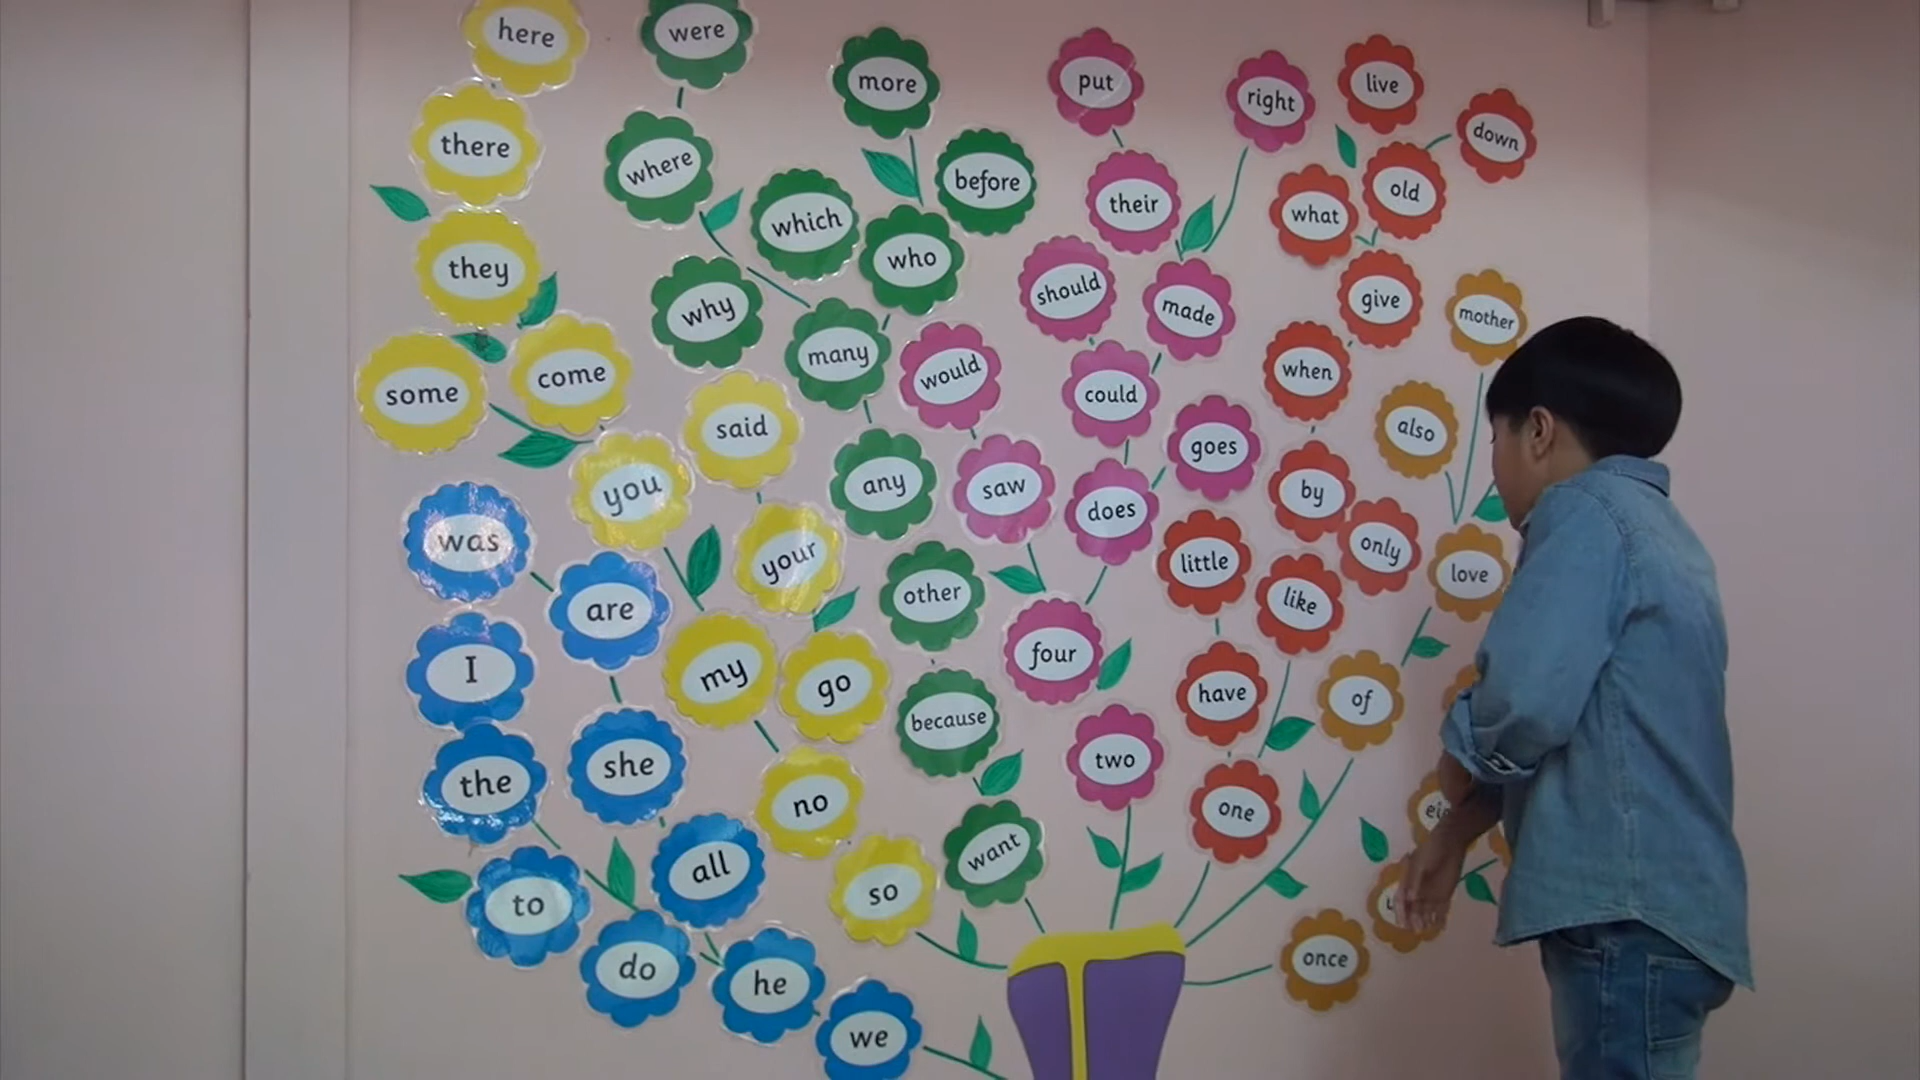 here
there
they
some
come
you
said
your
my
go
no
so
was
are
I
the
she
all
to
do
he
we
were
where
more
before
which
who
why
many
any
other
because
want
put
right
their
should
made
would
could
goes
saw
does
four
two
live
down
what
old
give
when
by
only
little
like
have
one
mother
also
love
of
once